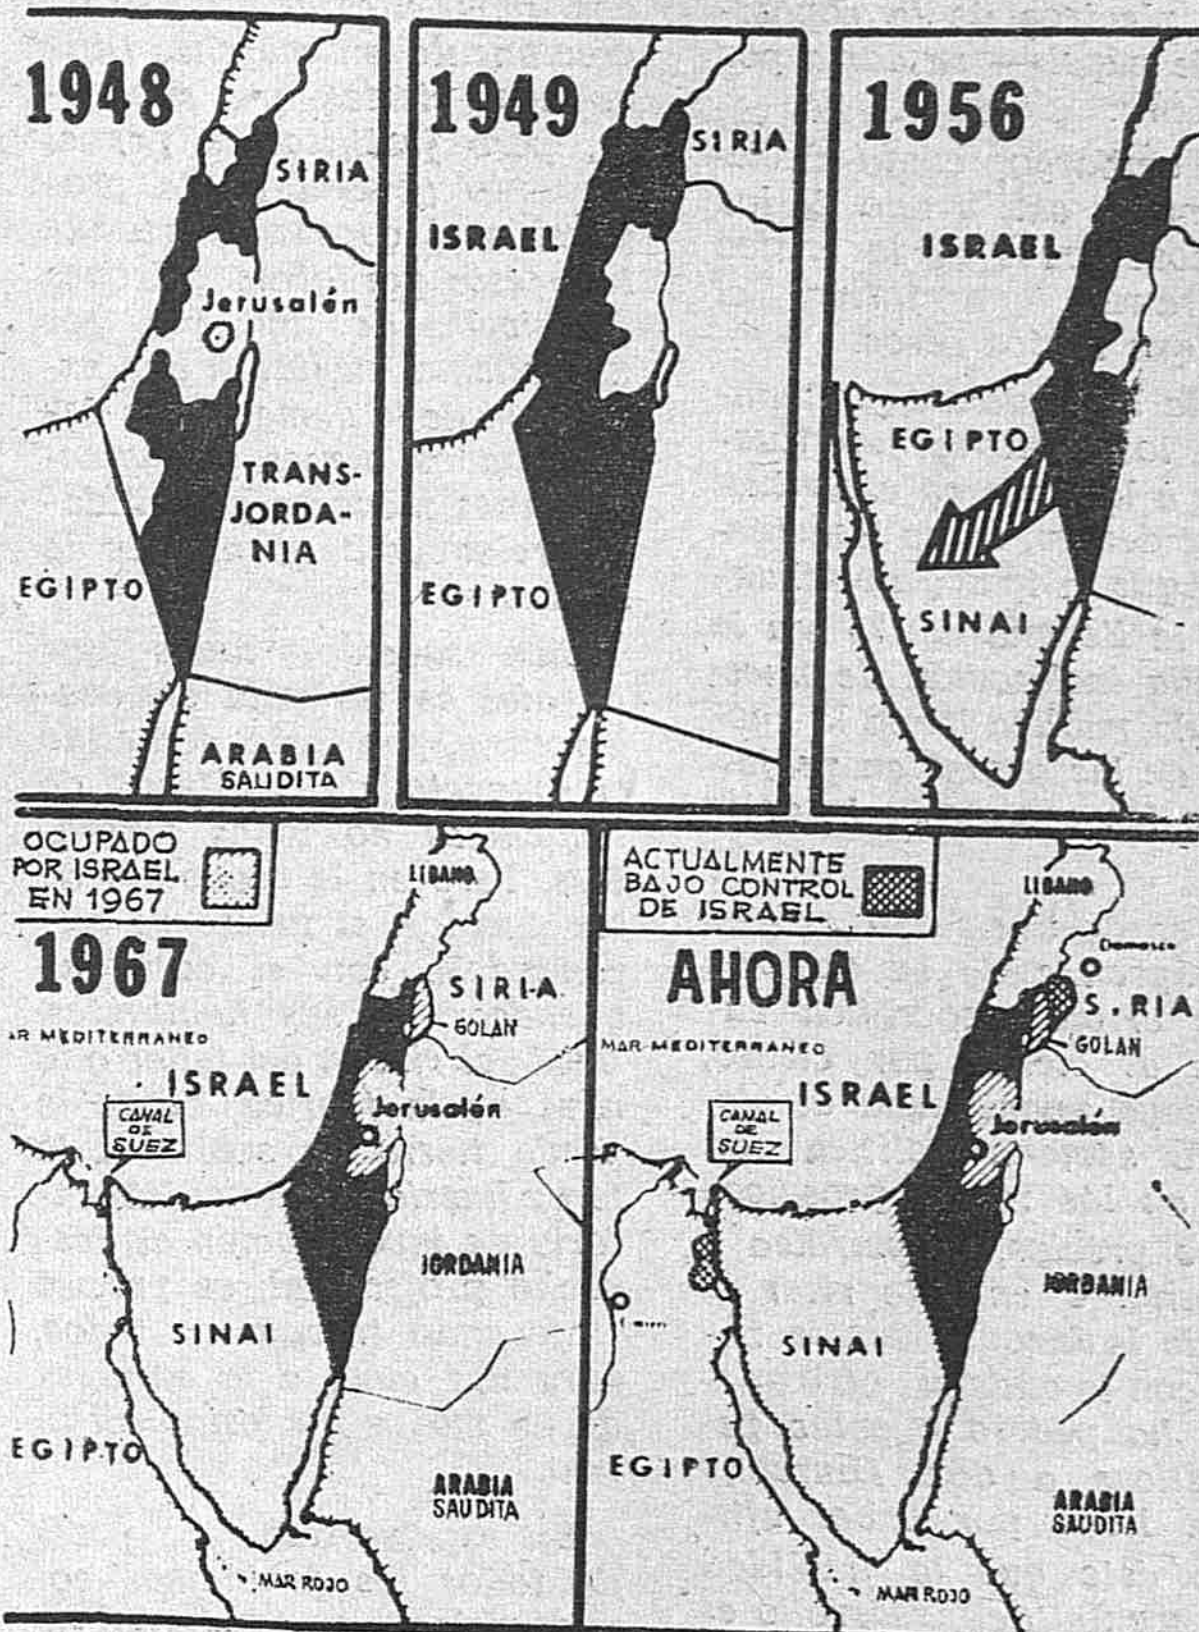 1948
SIRIA
Jerusalén
TRANS-
JORDA-
NIA
EGIPTO
ARABIA
SAUDITA
1949
SIRIA
ISRAEL
EGIPTO
1956
ISRAEL
EGIPTO
SINAI
OCUPADO
POR ISRAEL
EN 1967
1967
LIBANO
SIRIA
GOLAN
AR MEDITERRANEO
ISRAEL
CANAL
DE
SUEZ
Jerusalén
JORDANIA
SINAI
EGIPTO
ARABIA
SAUDITA
MAR ROJO
ACTUALMENTE
BAJO CONTROL
DE ISRAEL
AHORA
LIBANO
Damasco
S.RIA
GOLAN
MAR MEDITERRANEO
ISRAEL
CANAL
DE
SUEZ
Jerusalén
JORDANIA
SINAI
EGIPTO
ARABIA
SAUDITA
MAR ROJO